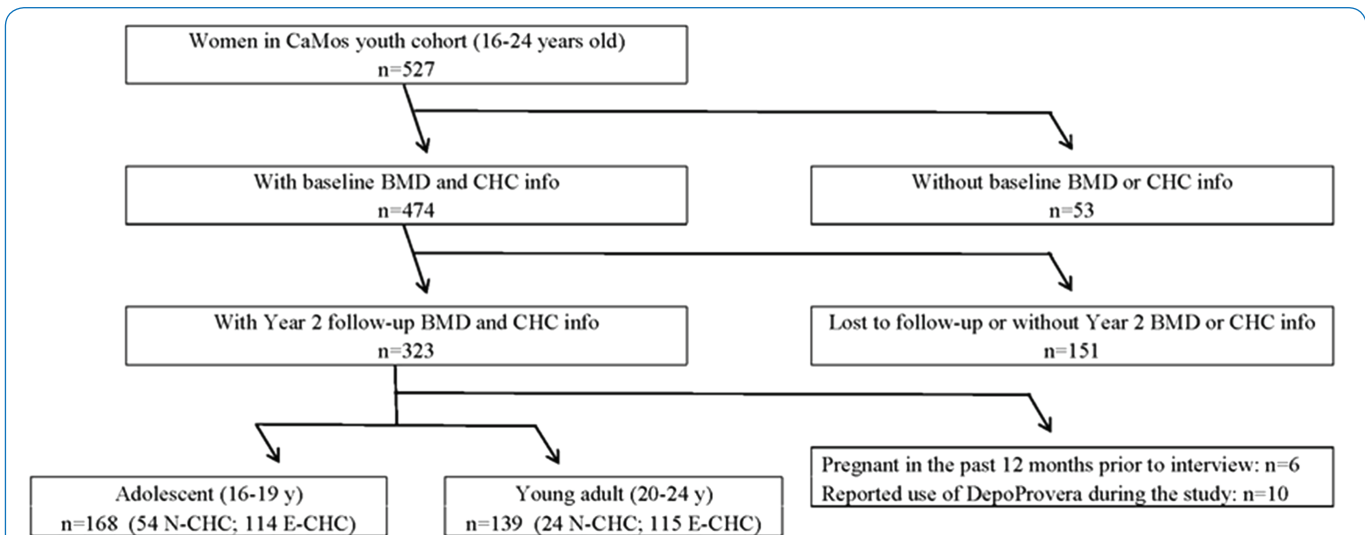 Women in CaMos youth cohort (16-24 years old)
n=527
With baseline BMD and CHC info
n=474
Without baseline BMD or CHC info
n=53
With Year 2 follow-up BMD and CHC info
n=323
Lost to follow-up or without Year 2 BMD or CHC info
n=151
Pregnant in the past 12 months prior to interview: n=6
Reported use of DepoProvera during the study: n=10
Adolescent (16-19 y)
n=168 (54 N-CHC; 114 E-CHC)
Young adult (20-24 y)
n=139 (24 N-CHC; 115 E-CHC)